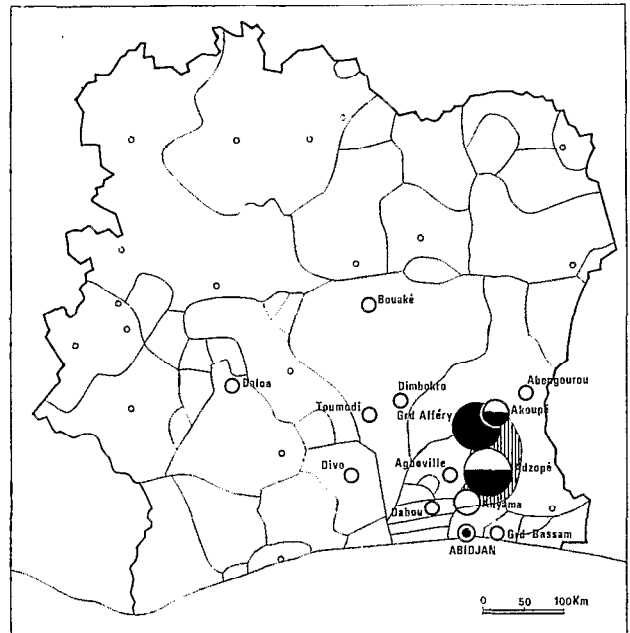 Bouaké
Daloa
Dimbokro
Abengourou
Toumodi
Grd Afféry
Akoupé
Divo
Agboville
Adzopé
Dabou
Anyama
ABIDJAN
Grd Bassam
0 50 100Km